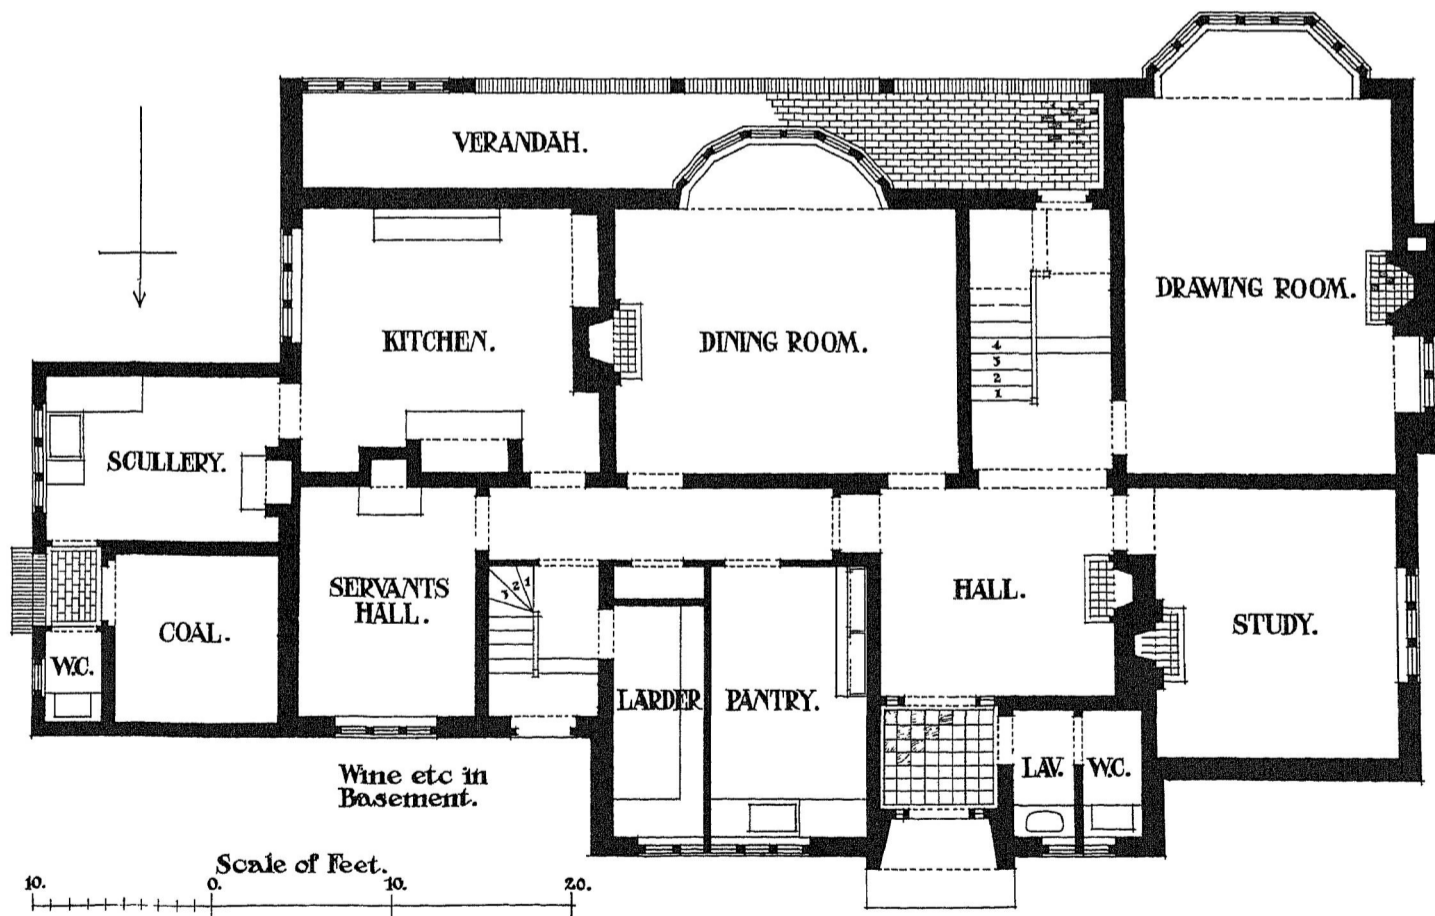 VERANDAH.
KITCHEN.
DINING ROOM.
4
3
2
1
DRAWING ROOM.
SCULLERY.
SERVANTS
HALL.
3
2
1
HALL.
STUDY.
COAL.
W.C.
LARDER
PANTRY.
LAV.
W.C.
Wine etc in
Basement.
Scale of Feet.
10. 0. 10. 20.